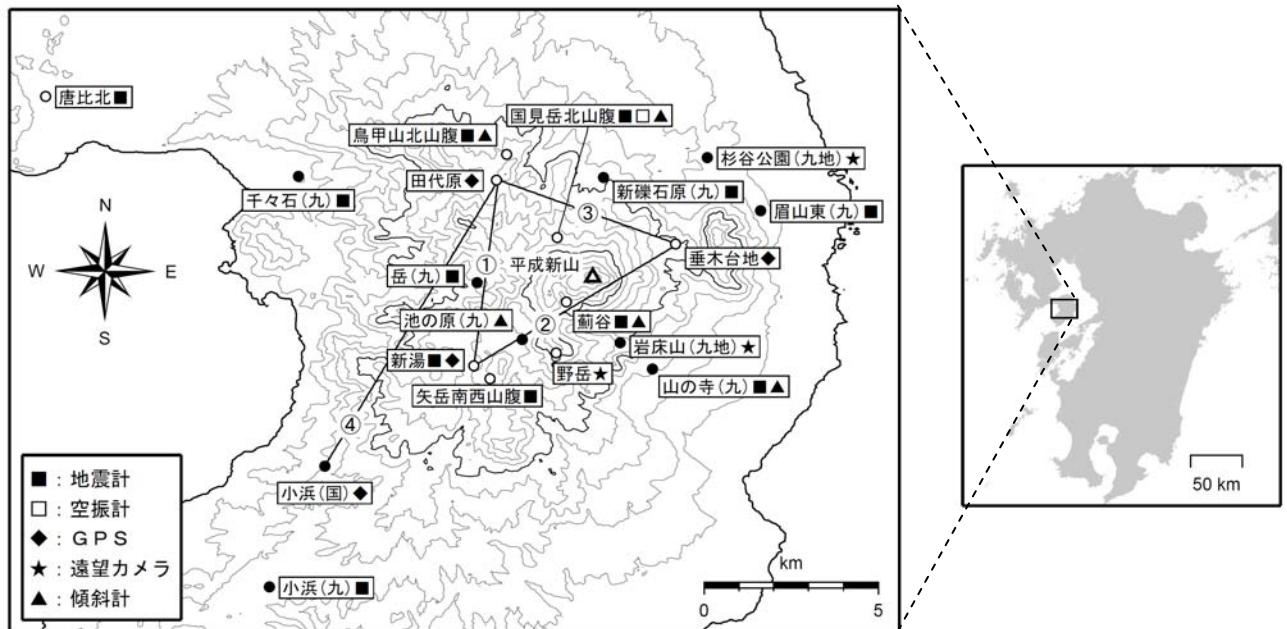 唐比北■
国見岳北山腹■□▲
鳥甲山北山腹■▲
杉谷公園(九地)★
田代原◆
新礫石原(九)■
千々石(九)■
眉山東(九)■
③
N
W
E
S
垂木台地◆
平成新山
岳(九)■
①
池の原(九)▲
②
薊谷■▲
岩床山(九地)★
新湯■◆
野岳★
山の寺(九)■▲
矢岳南西山腹■
④
小浜(国)◆
■：地震計
□：空振計
◆：GPS
★：遠望カメラ
▲：傾斜計
小浜(九)■
km
0
5
50 km